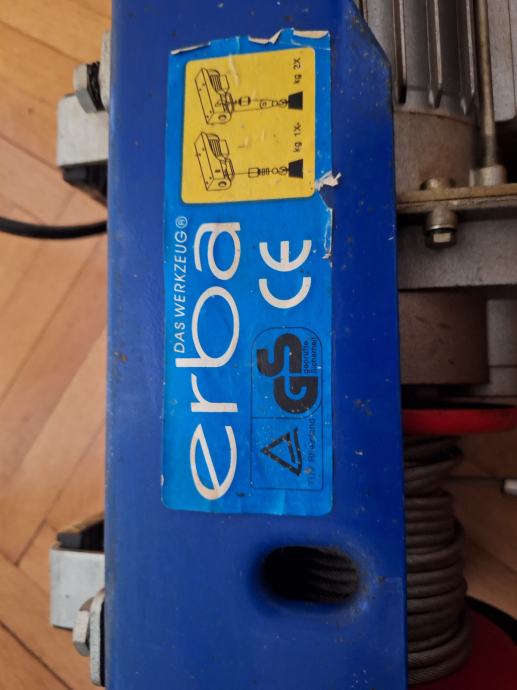 kg 2X
kg 1X
DAS WERKZEUG®
erba
CE
TÜV Rheinland
GS
geprüfte
Sicherheit